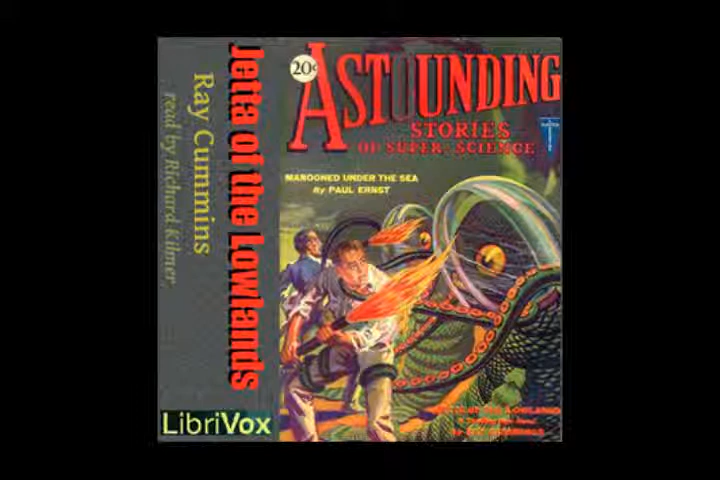 Jetta of the Lowlands
Ray Cummins
read by Richard Kilmer
LibriVox
20¢
ASTOUNDING
STORIES
OF SUPER-SCIENCE
MAROONED UNDER THE SEA
By PAUL ERNST